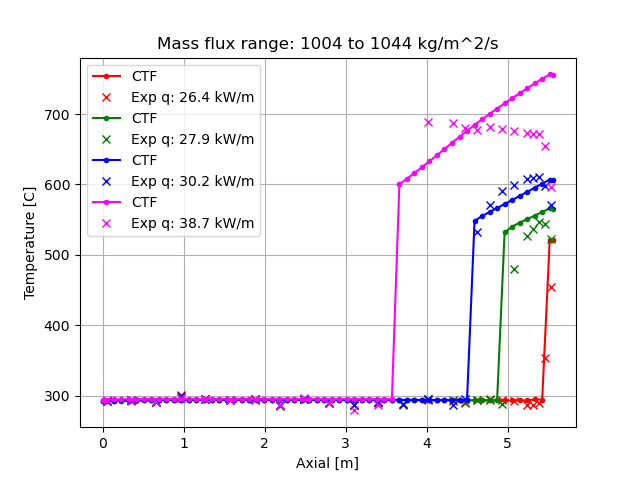 Mass flux range: 1004 to 1044 kg/m^2/s
CTF
Exp q: 26.4 kW/m
CTF
Exp q: 27.9 kW/m
CTF
Exp q: 30.2 kW/m
CTF
Exp q: 38.7 kW/m
700
600
500
400
300
Temperature [C]
0 1 2 3 4 5
Axial [m]